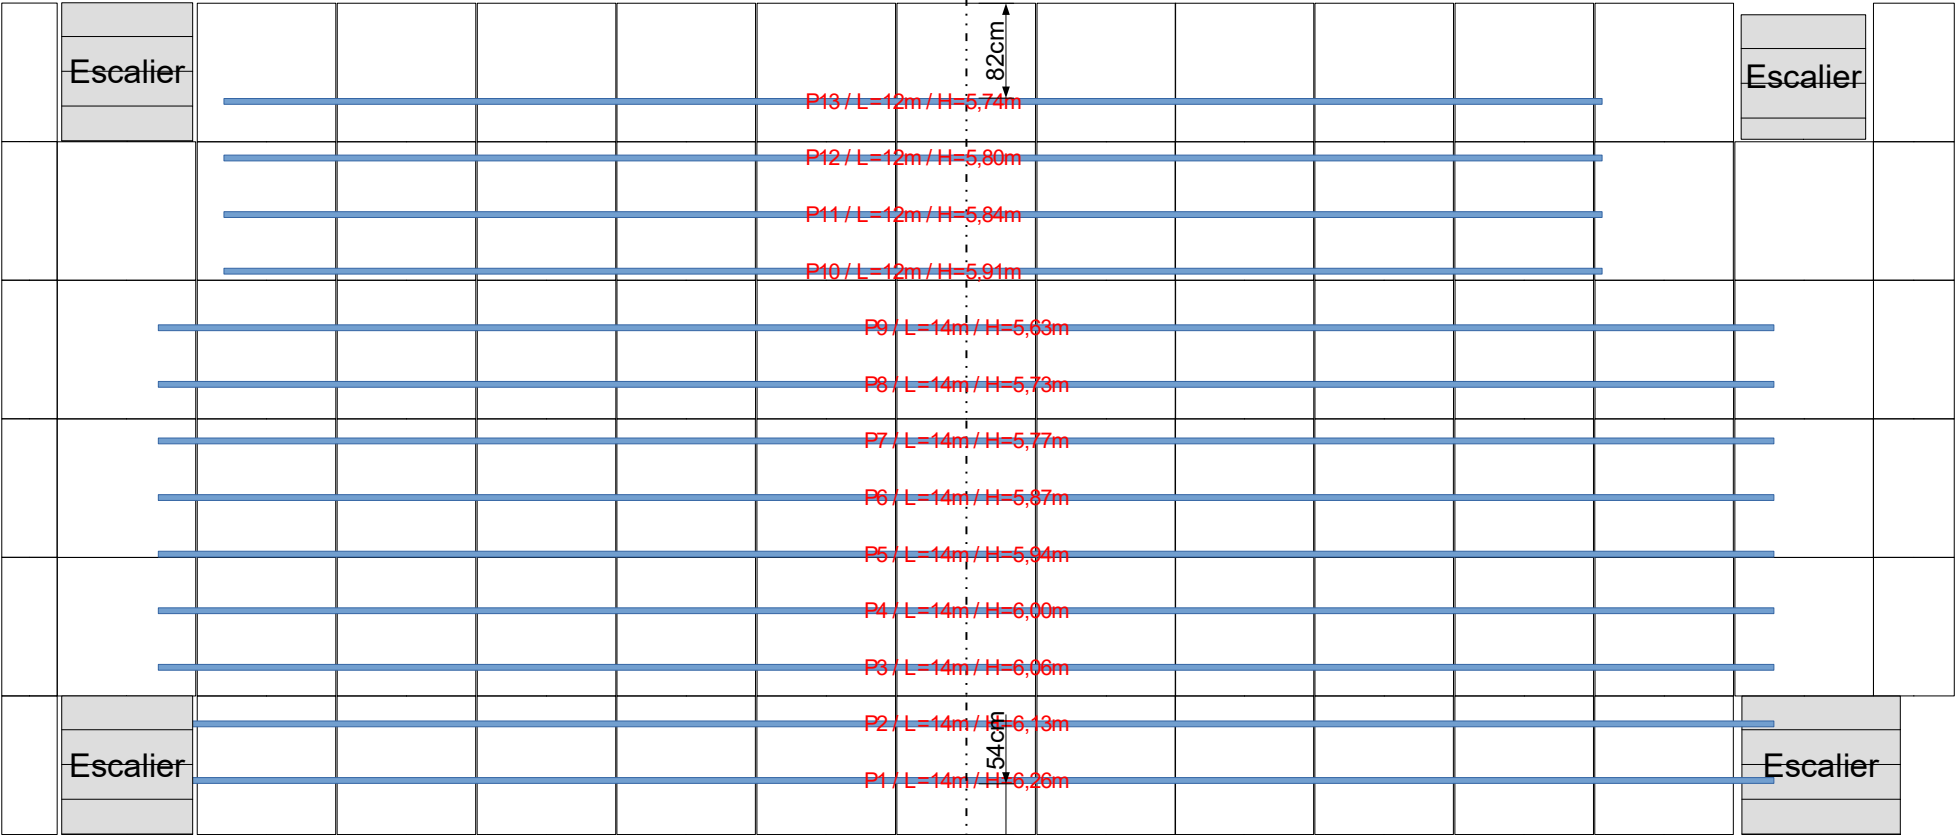 82cm
Escalier
Escalier
P13 / L=12m / H=5,74m
P12 / L=12m / H=5,80m
P11 / L=12m / H=5,84m
P10 / L=12m / H=5,91m
P9 / L=14m / H=5,63m
P8 / L=14m / H=5,73m
P7 / L=14m / H=5,77m
P6 / L=14m / H=5,87m
P5 / L=14m / H=5,94m
P4 / L=14m / H=6,00m
P3 / L=14m / H=6,06m
P2 / L=14m / H=6,13m
54cm
Escalier
Escalier
P1 / L=14m / H=6,26m